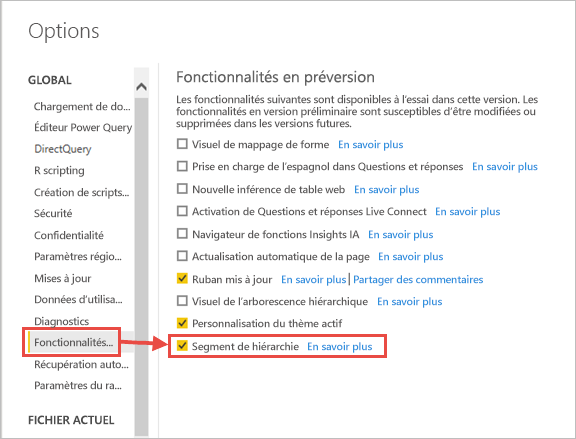 Options
GLOBAL
Chargement de do...
Éditeur Power Query
DirectQuery
R scripting
Création de scripts...
Sécurité
Confidentialité
Paramètres régio...
Mises à jour
Données d'utilisa...
Diagnostics
Fonctionnalités...
Récupération auto...
Paramètres du ra...
FICHIER ACTUEL
Fonctionnalités en préversion
Les fonctionnalités suivantes sont disponibles à l'essai dans cette version. Les
fonctionnalités en version préliminaire sont susceptibles d'être modifiées ou
supprimées dans les versions futures.
Visuel de mappage de forme En savoir plus
Prise en charge de l'espagnol dans Questions et réponses En savoir plus
Nouvelle inférence de table web En savoir plus
Activation de Questions et réponses Live Connect En savoir plus
Navigateur de fonctions Insights IA En savoir plus
Actualisation automatique de la page En savoir plus
Ruban mis à jour En savoir plus | Partager des commentaires
Visuel de l'arborescence hiérarchique En savoir plus
Personnalisation du thème actif
Segment de hiérarchie En savoir plus